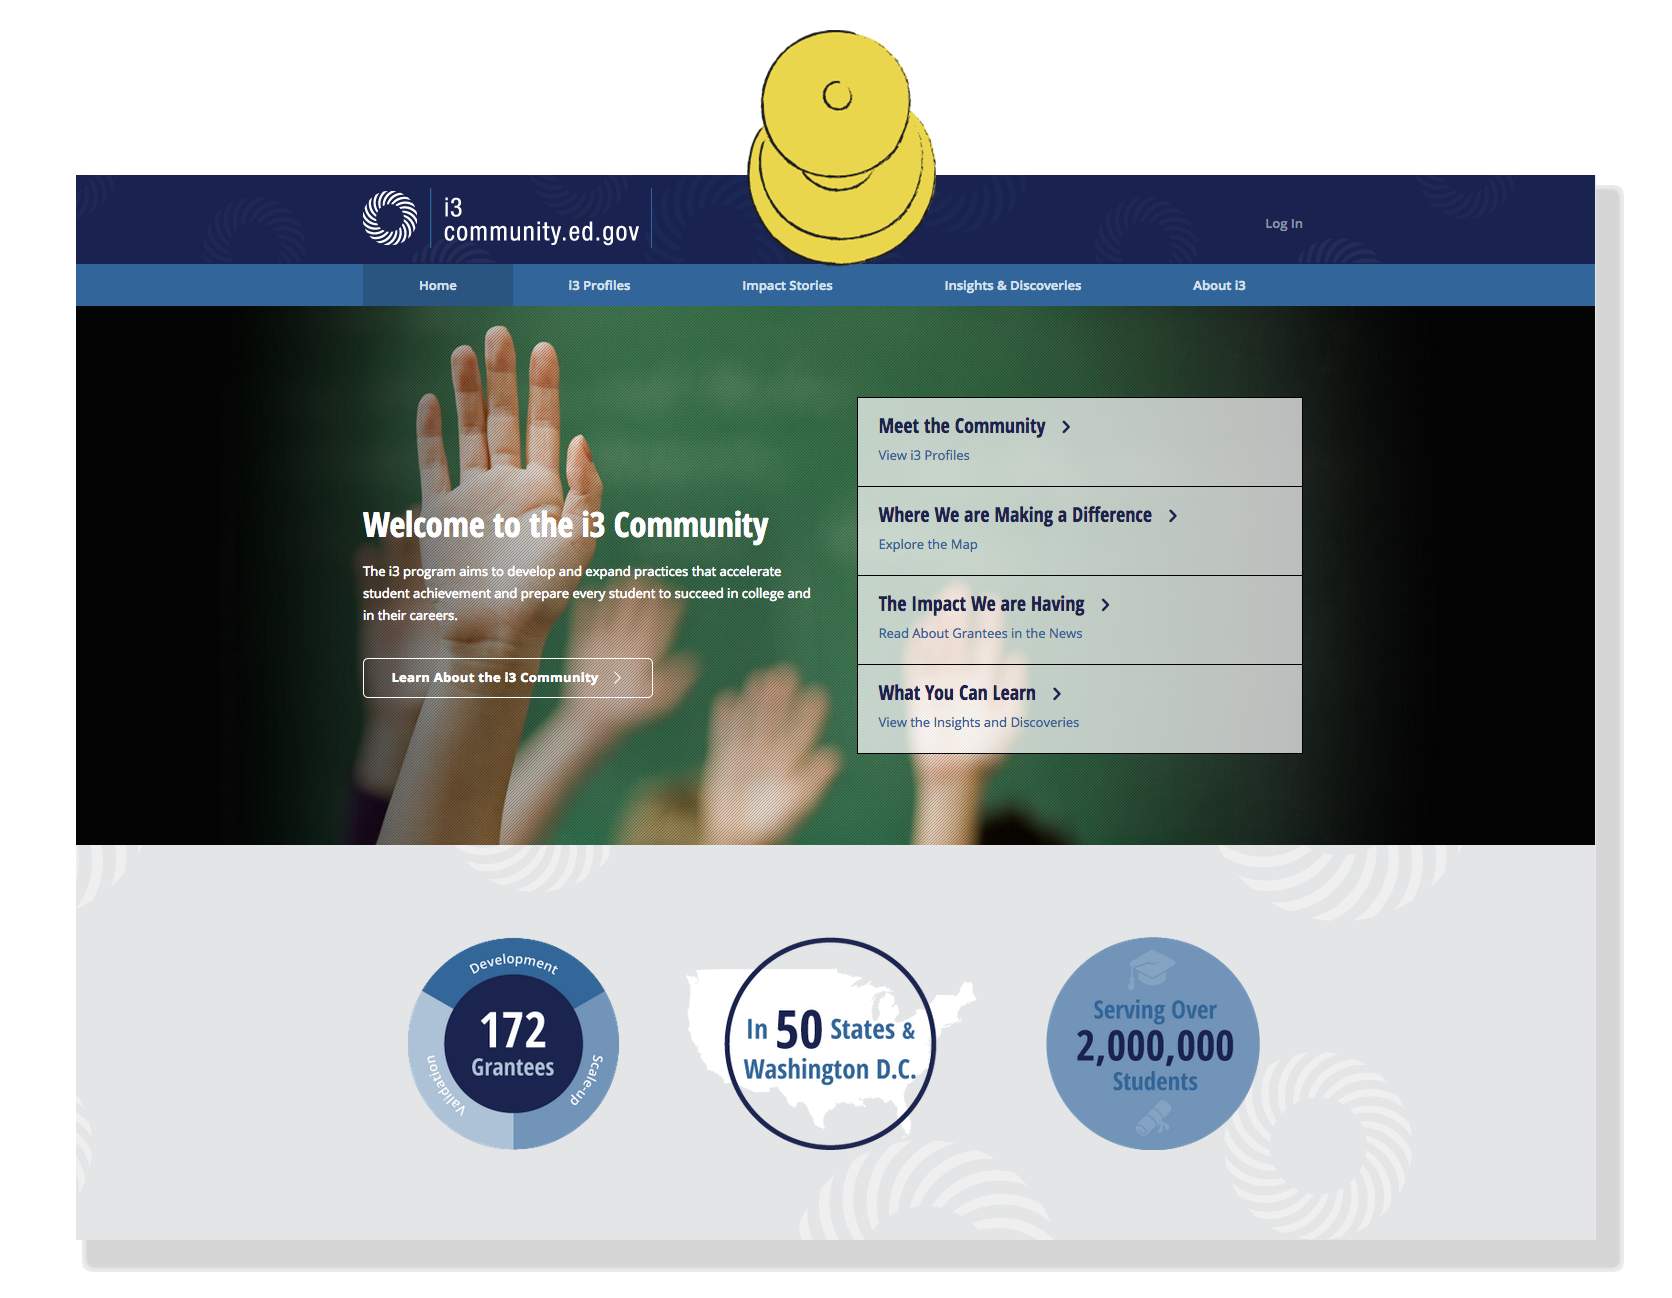 i3
community.ed.gov
Log In
Home
i3 Profiles
Impact Stories
Insights & Discoveries
About i3
Welcome to the i3 Community
The i3 program aims to develop and expand practices that accelerate
student achievement and prepare every student to succeed in college and
in their careers.
Learn About the i3 Community
Meet the Community
View i3 Profiles
Where We are Making a Difference
Explore the Map
The Impact We are Having
Read About Grantees in the News
What You Can Learn
View the Insights and Discoveries
Development
172
Grantees
Validation
Scale-up
In 50 States &
Washington D.C.
Serving Over
2,000,000
Students